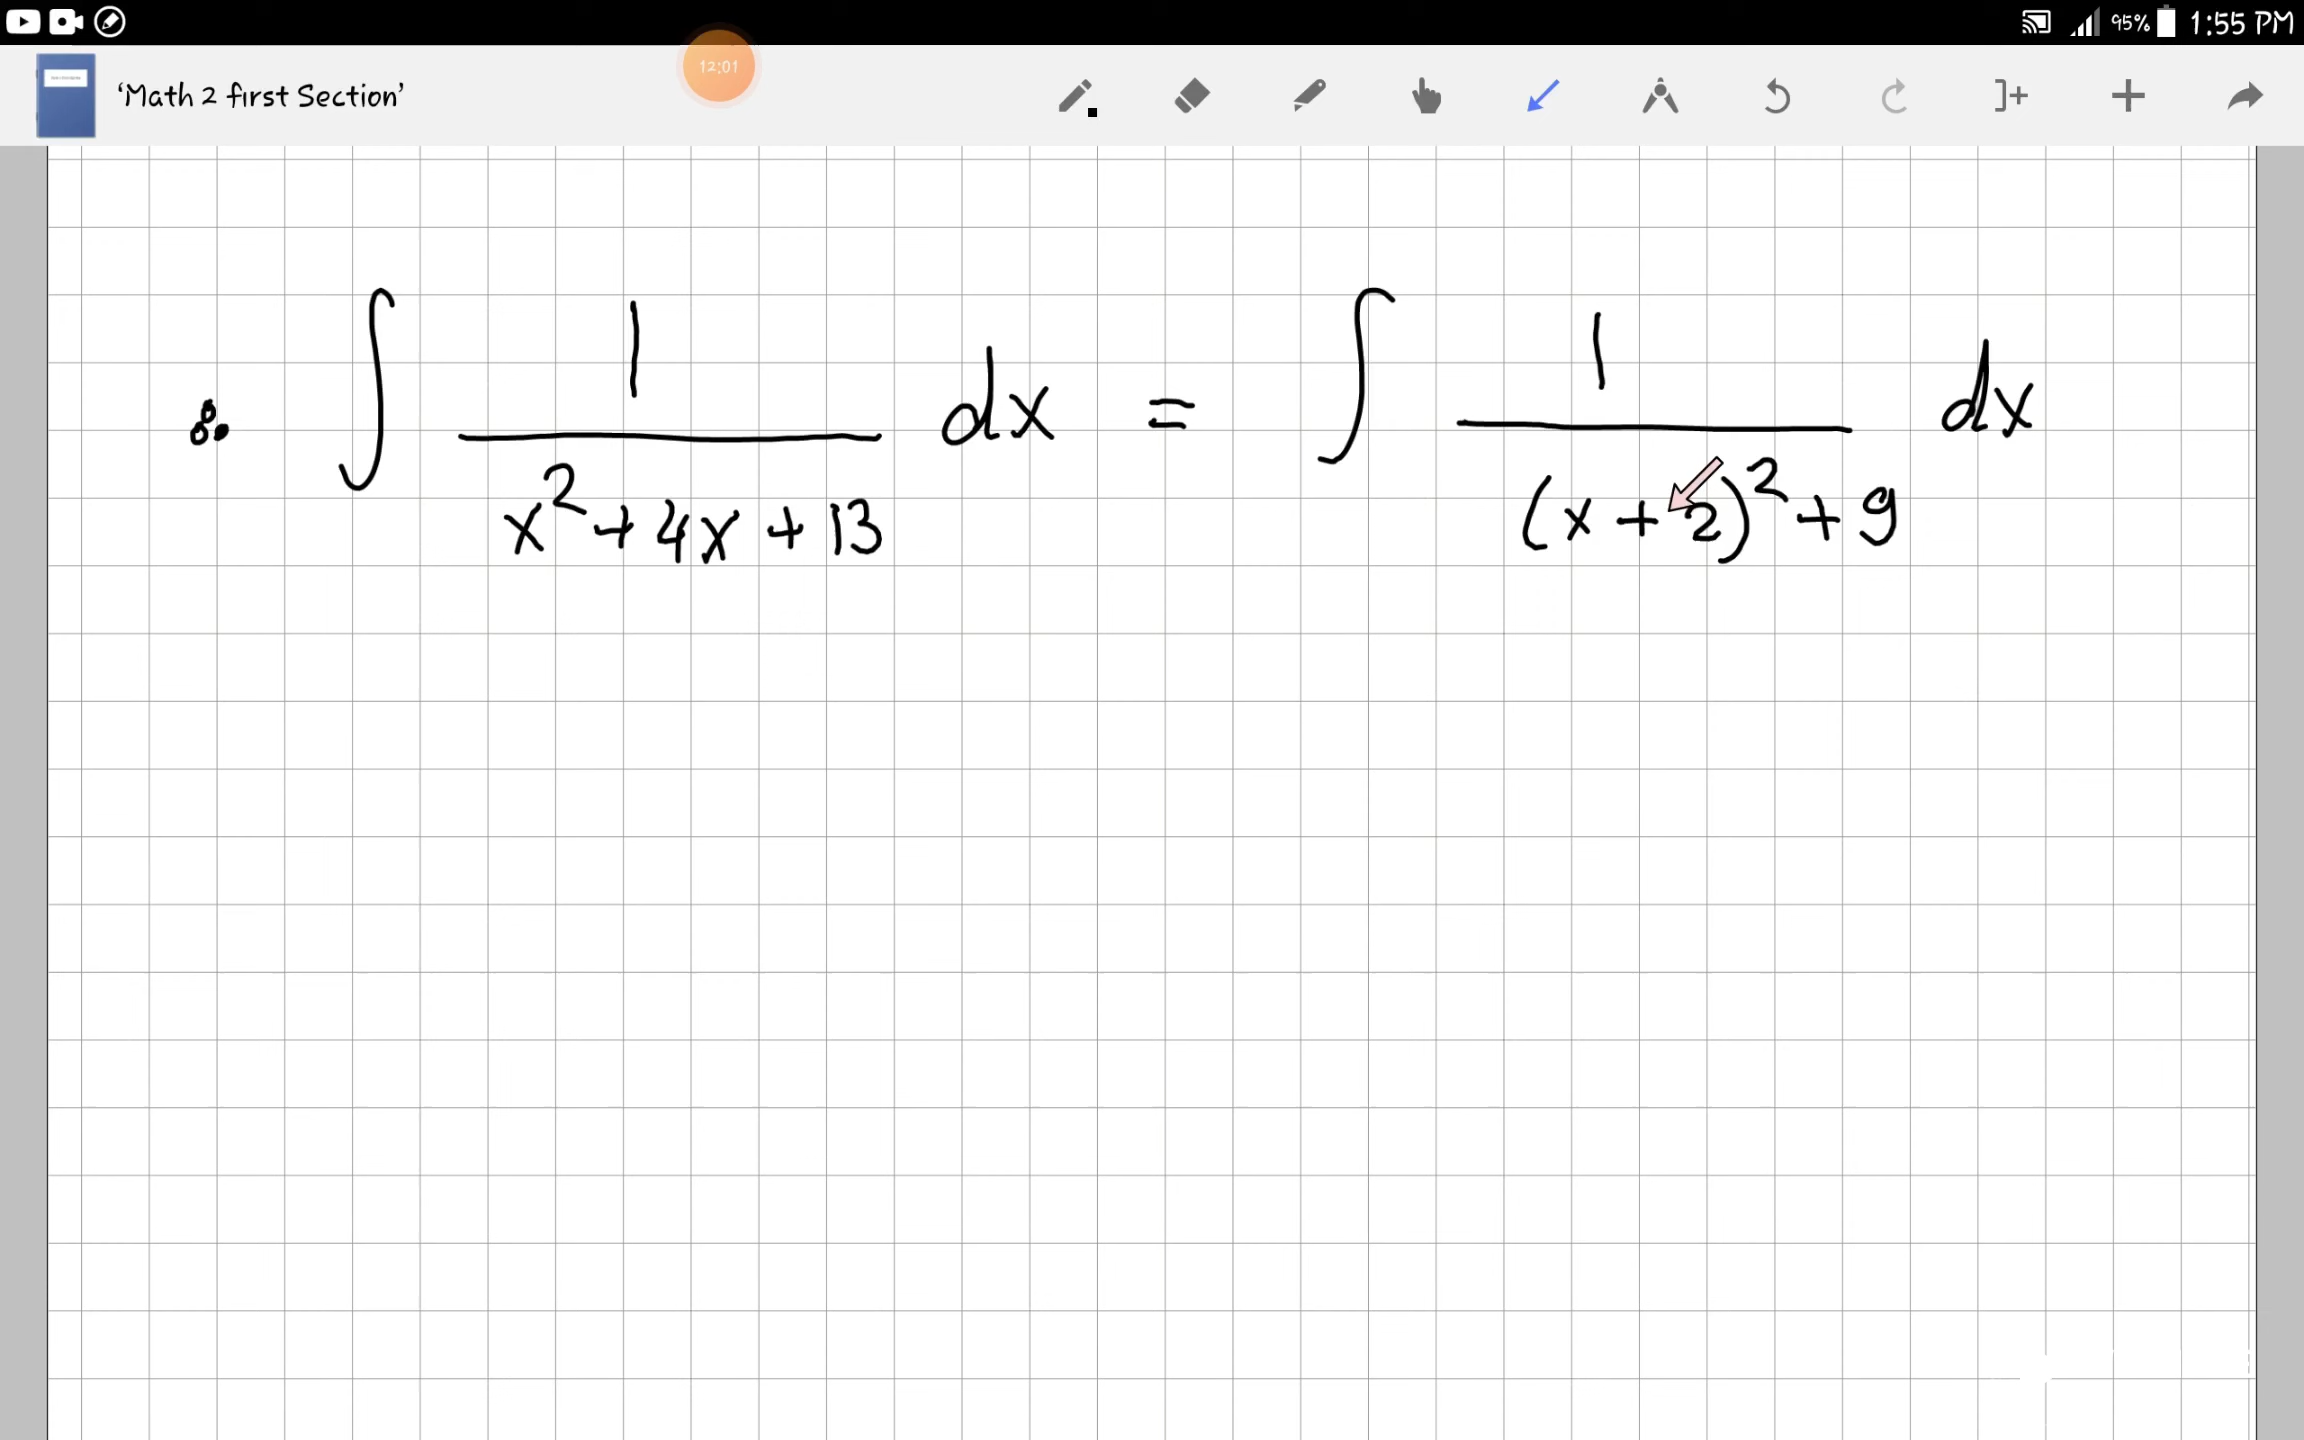 95% 1:55 PM
'Math 2 first Section' 12:01
8. ∫ 1/(x² + 4x + 13) dx = ∫ 1/((x + 2)² + 9) dx